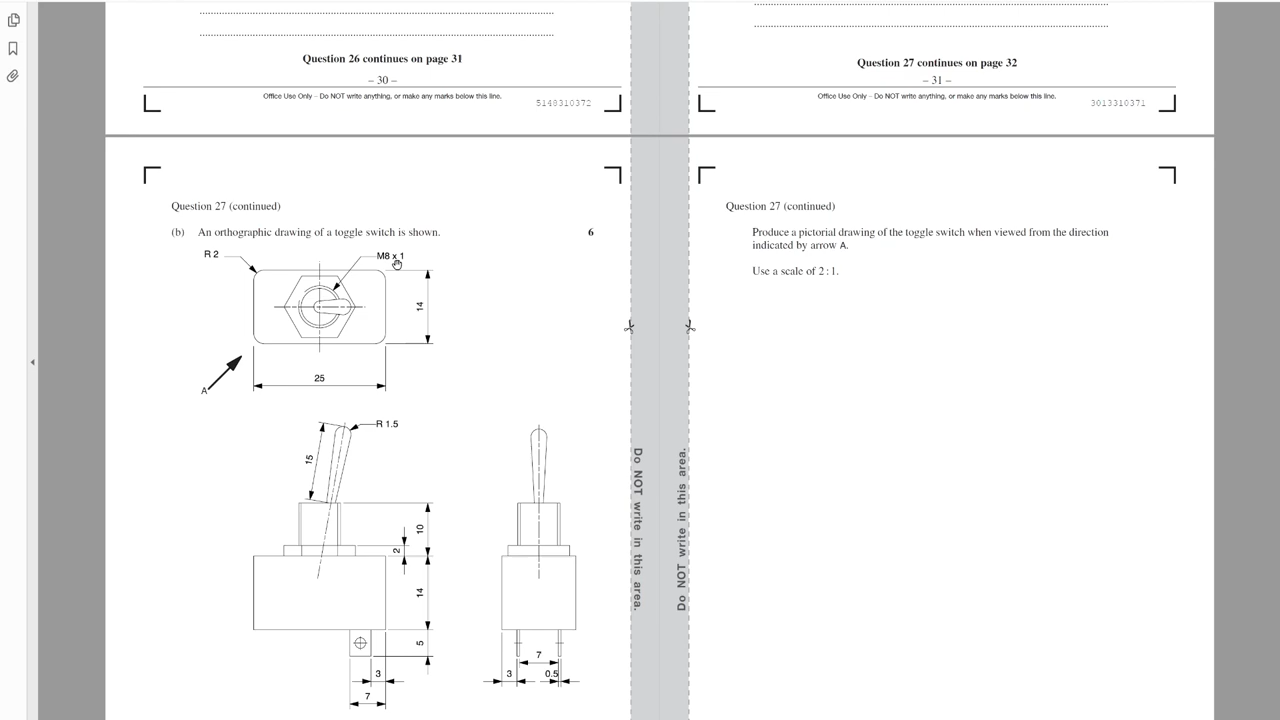 Question 26 continues on page 31
– 30 –
Office Use Only – Do NOT write anything, or make any marks below this line.
5148310372
Question 27 continues on page 32
– 31 –
Office Use Only – Do NOT write anything, or make any marks below this line.
3013310371
Question 27 (continued)
(b) An orthographic drawing of a toggle switch is shown. 6
R 2
M8 x 1
14
25
A
R 1.5
15
10
2
14
5
3
7
7
3
0.5
Do NOT write in this area.
Do NOT write in this area.
Question 27 (continued)
Produce a pictorial drawing of the toggle switch when viewed from the direction
indicated by arrow A.
Use a scale of 2 : 1.